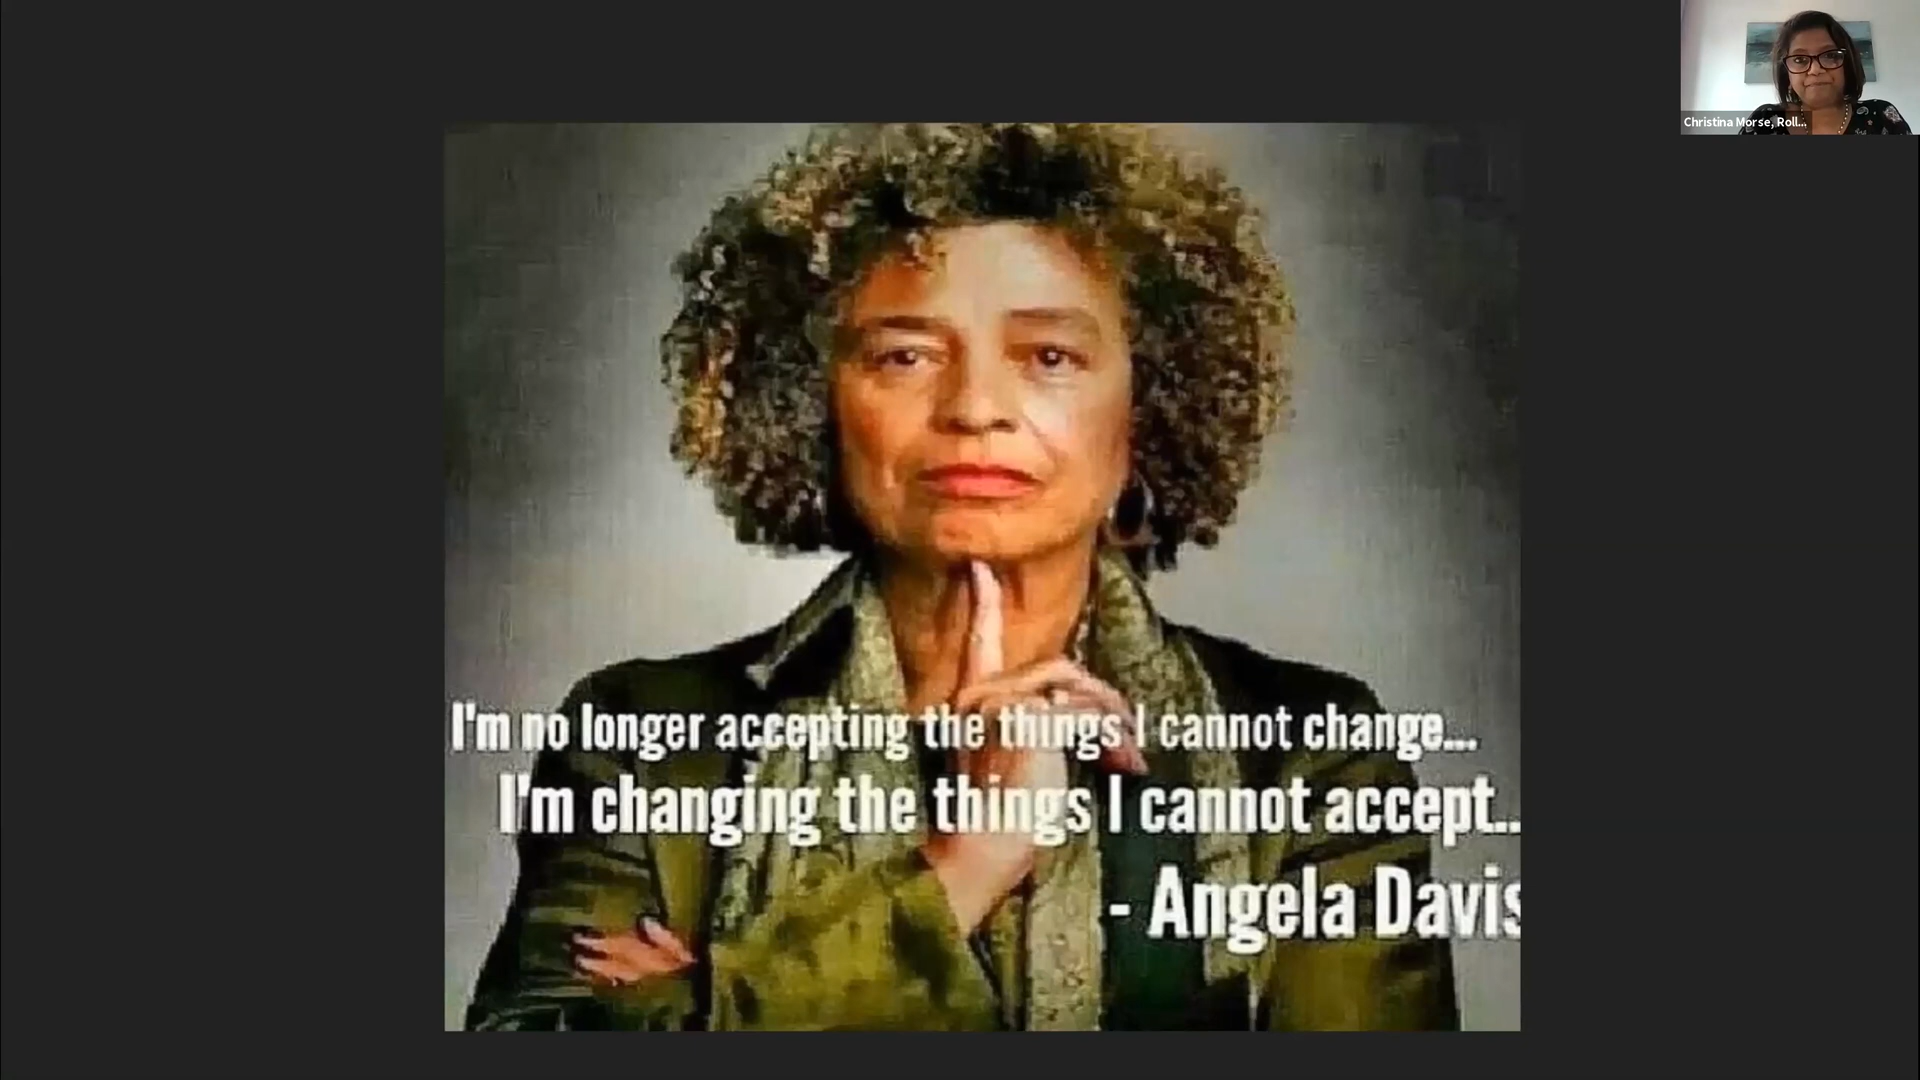 Christina Morse, Roll...
I'm no longer accepting the things I cannot change...
I'm changing the things I cannot accept..
- Angela Davis